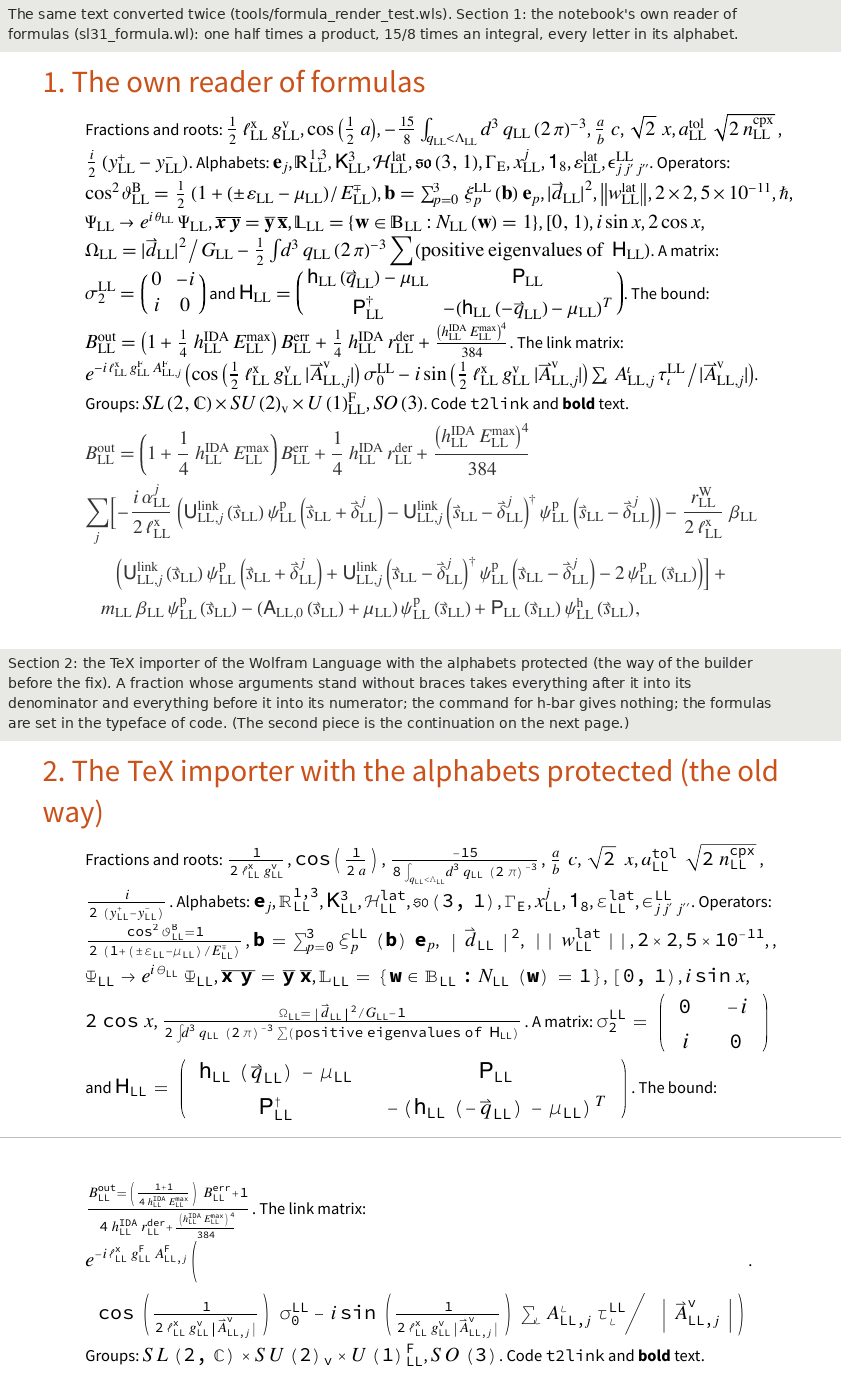 The same text converted twice (tools/formula_render_test.wls). Section 1: the notebook's own reader of
formulas (sl31_formula.wl): one half times a product, 15/8 times an integral, every letter in its alphabet.
1. The own reader of formulas
Fractions and roots: 1/2 ℓ^x_LL g^v_LL, cos (1/2 a), −15/8 ∫_{q_LL<Λ_LL} d³ q_LL (2 π)^{−3}, a/b c, √2 x, a^tol_LL √(2 n^cpx_LL) ,
i/2 (y^+_LL − y^−_LL). Alphabets: 𝐞_j, ℝ^{1,3}_LL, K^3_LL, ℋ^lat_LL, 𝔰𝔬 (3, 1), Γ_E, x^j_LL, 1_8, ε^lat_LL, ϵ^LL_{j j′ j″}. Operators:
cos² ϑ^B_LL = 1/2 (1 + (± ε_LL − μ_LL) / E^∓_LL), 𝐛 = ∑^3_{p=0} ξ^LL_p (𝐛) 𝐞_p, |d⃗_LL|², ‖w^lat_LL‖, 2 × 2, 5 × 10^{−11}, ℏ,
Ψ_LL → e^{i θ_LL} Ψ_LL, x̅ y̅ = y̅ x̅, 𝕃_LL = {𝐰 ∈ 𝔹_LL : N_LL (𝐰) = 1}, [0, 1), i sin x, 2 cos x,
Ω_LL = |d⃗_LL|² / G_LL − 1/2 ∫d³ q_LL (2 π)^{−3} ∑(positive eigenvalues of H_LL). A matrix:
σ^LL_2 = (0 −i; i 0) and H_LL = (h_LL (q⃗_LL) − μ_LL P_LL; P^†_LL −(h_LL (−q⃗_LL) − μ_LL)^T). The bound:
B^out_LL = (1 + 1/4 h^IDA_LL E^max_LL) B^err_LL + 1/4 h^IDA_LL r^der_LL + (h^IDA_LL E^max_LL)^4/384. The link matrix:
e^{−i ℓ^x_LL g^F_LL A^F_{LL,j}} (cos (1/2 ℓ^x_LL g^v_LL |A⃗^v_{LL,j}|) σ^LL_0 − i sin (1/2 ℓ^x_LL g^v_LL |A⃗^v_{LL,j}|) ∑_ι A^ι_{LL,j} τ^LL_ι / |A⃗^v_{LL,j}|).
Groups: SL (2, ℂ) × SU (2)_v × U (1)^F_LL, SO (3). Code t2link and bold text.
B^out_LL = (1 + 1/4 h^IDA_LL E^max_LL) B^err_LL + 1/4 h^IDA_LL r^der_LL + (h^IDA_LL E^max_LL)^4/384
∑_j [−i α^j_LL/2 ℓ^x_LL (U^link_{LL,j} (s⃗_LL) ψ^p_LL (s⃗_LL + δ⃗^j_LL) − U^link_{LL,j} (s⃗_LL − δ⃗^j_LL)^† ψ^p_LL (s⃗_LL − δ⃗^j_LL)) − r^W_LL/2 ℓ^x_LL β_LL
(U^link_{LL,j} (s⃗_LL) ψ^p_LL (s⃗_LL + δ⃗^j_LL) + U^link_{LL,j} (s⃗_LL − δ⃗^j_LL)^† ψ^p_LL (s⃗_LL − δ⃗^j_LL) − 2 ψ^p_LL (s⃗_LL))] +
m_LL β_LL ψ^p_LL (s⃗_LL) − (A_{LL,0} (s⃗_LL) + μ_LL) ψ^p_LL (s⃗_LL) + P_LL (s⃗_LL) ψ^h_LL (s⃗_LL),
Section 2: the TeX importer of the Wolfram Language with the alphabets protected (the way of the builder
before the fix). A fraction whose arguments stand without braces takes everything after it into its
denominator and everything before it into its numerator; the command for h-bar gives nothing; the formulas
are set in the typeface of code. (The second piece is the continuation on the next page.)
2. The TeX importer with the alphabets protected (the old
way)
Fractions and roots: 1/2 ℓ^x_LL g^v_LL , cos (1/2 a) , −15/8 ∫_{q_LL<Λ_LL} d³ q_LL (2 π)^{−3} , a/b c, √2 x, a^tol_LL √(2 n^cpx_LL) ,
i/2 (y^+_LL−y^−_LL) . Alphabets: 𝐞_j, ℝ^{1,3}_LL, K^3_LL, ℋ^lat_LL, 𝔰𝔬 (3, 1), Γ_E, x^j_LL, 1_8, ε^lat_LL, ∈^LL_{j j′ j″}. Operators:
cos² ϑ^B_LL=1/2 (1+(± ε_LL−μ_LL) /E^∓_LL) , 𝐛 = ∑^3_{p=0} ξ^LL_p (𝐛) 𝐞_p, | d⃗_LL |², | | w^lat_LL | |, 2 × 2, 5 × 10^{−11}, ,
Ψ_LL → e^{i θ_LL} Ψ_LL, x̅ y̅ = y̅ x̅, 𝕃_LL = {𝐰 ∈ 𝔹_LL : N_LL (𝐰) = 1}, [0, 1), i sin x,
2 cos x, Ω_LL=|d⃗_LL|²/G_LL−1/2 ∫d³ q_LL (2 π)^{−3} ∑(positive eigenvalues of H_LL) . A matrix: σ^LL_2 = (0 −i; i 0)
and H_LL = (h_LL (q⃗_LL) − μ_LL P_LL; P^†_LL − (h_LL (−q⃗_LL) − μ_LL)^T). The bound:
B^out_LL=(1+1/4 h^IDA_LL E^max_LL) B^err_LL+1/4 h^IDA_LL r^der_LL+(h^IDA_LL E^max_LL)^4/384 . The link matrix:
e^{−i ℓ^x_LL g^F_LL A^F_{LL,j}} ( .
cos (1/2 ℓ^x_LL g^v_LL |A⃗^v_{LL,j}|) σ^LL_0 − i sin (1/2 ℓ^x_LL g^v_LL |A⃗^v_{LL,j}|) ∑_ι A^ι_{LL,j} τ^LL_ι / | A⃗^v_{LL,j} | )
Groups: SL (2, ℂ) × SU (2)_v × U (1)^F_LL, SO (3). Code t2link and bold text.